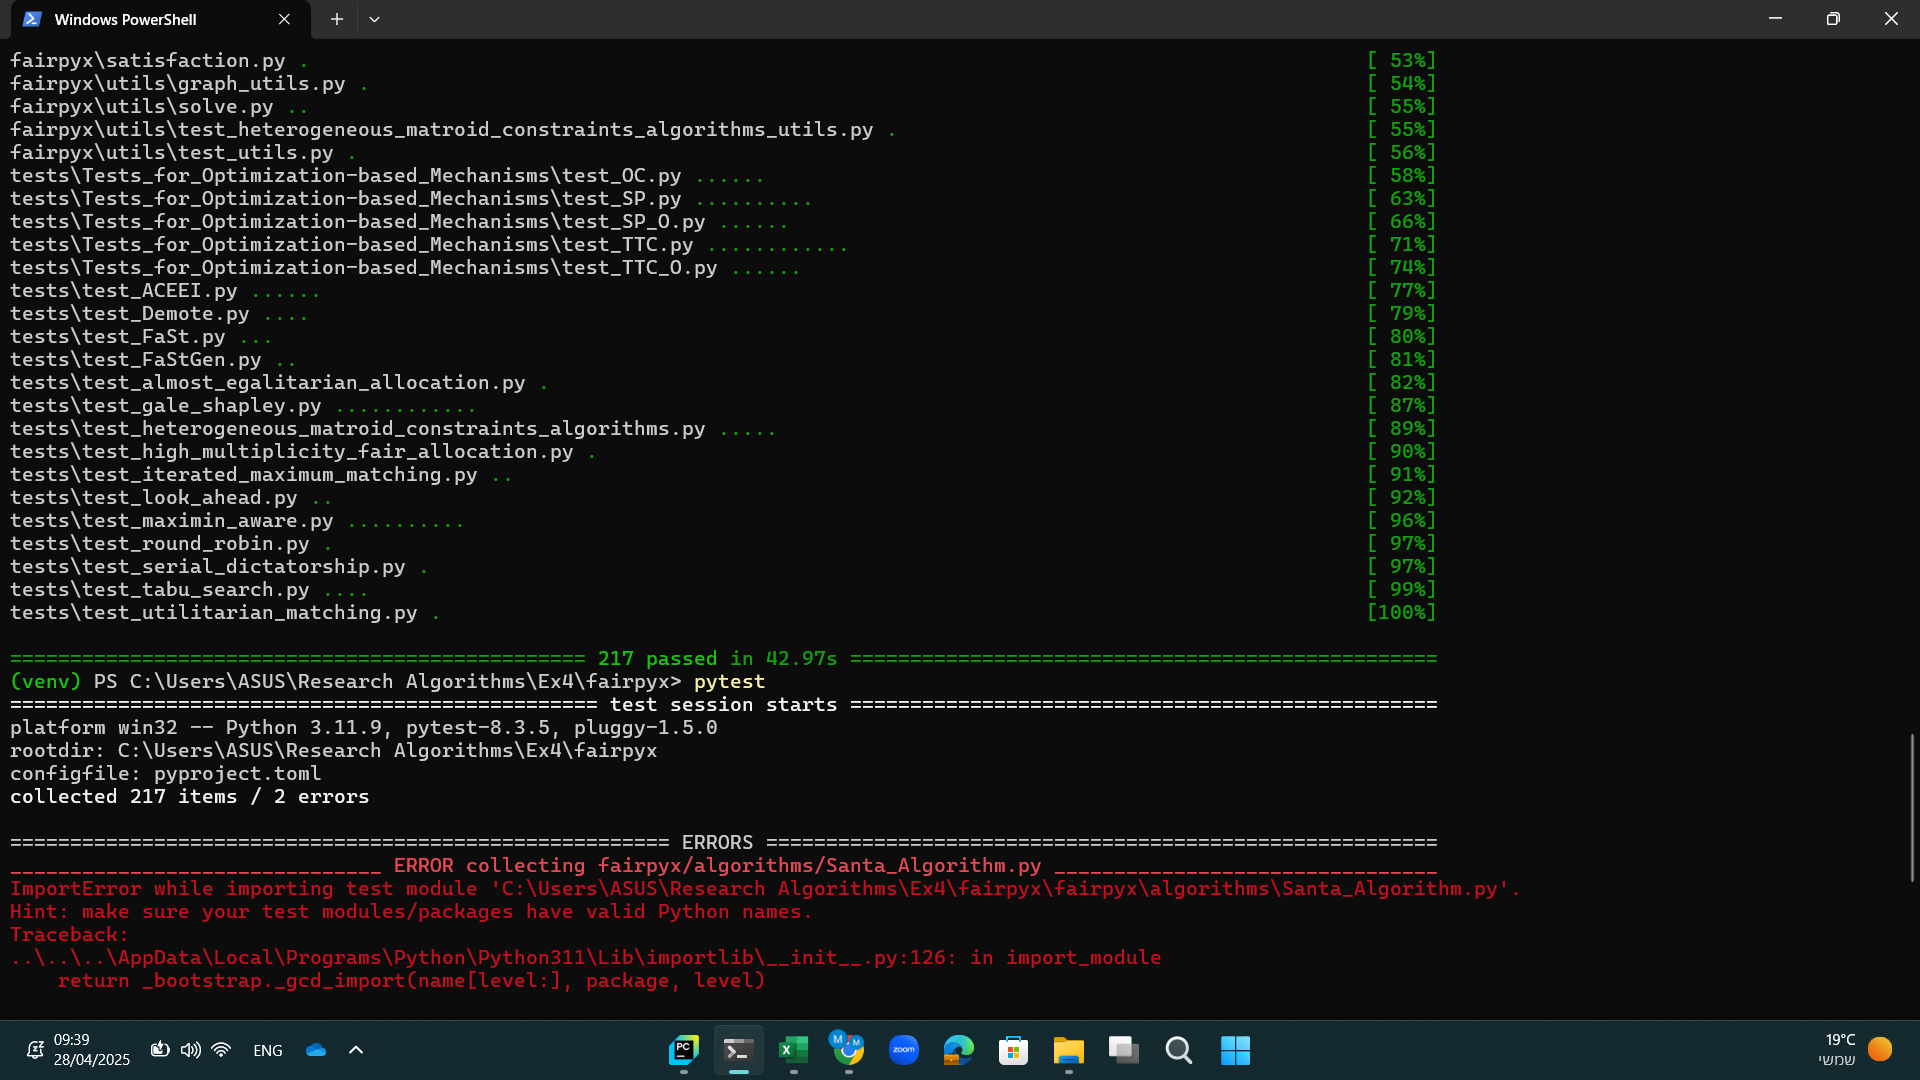 Windows PowerShell
fairpyx\satisfaction.py . [ 53%]
fairpyx\utils\graph_utils.py . [ 54%]
fairpyx\utils\solve.py .. [ 55%]
fairpyx\utils\test_heterogeneous_matroid_constraints_algorithms_utils.py . [ 55%]
fairpyx\utils\test_utils.py . [ 56%]
tests\Tests_for_Optimization-based_Mechanisms\test_OC.py ...... [ 58%]
tests\Tests_for_Optimization-based_Mechanisms\test_SP.py .......... [ 63%]
tests\Tests_for_Optimization-based_Mechanisms\test_SP_O.py ...... [ 66%]
tests\Tests_for_Optimization-based_Mechanisms\test_TTC.py ............ [ 71%]
tests\Tests_for_Optimization-based_Mechanisms\test_TTC_O.py ...... [ 74%]
tests\test_ACEEI.py ...... [ 77%]
tests\test_Demote.py .... [ 79%]
tests\test_FaSt.py ... [ 80%]
tests\test_FaStGen.py .. [ 81%]
tests\test_almost_egalitarian_allocation.py . [ 82%]
tests\test_gale_shapley.py ............ [ 87%]
tests\test_heterogeneous_matroid_constraints_algorithms.py ..... [ 89%]
tests\test_high_multiplicity_fair_allocation.py . [ 90%]
tests\test_iterated_maximum_matching.py .. [ 91%]
tests\test_look_ahead.py .. [ 92%]
tests\test_maximin_aware.py .......... [ 96%]
tests\test_round_robin.py . [ 97%]
tests\test_serial_dictatorship.py . [ 97%]
tests\test_tabu_search.py .... [ 99%]
tests\test_utilitarian_matching.py . [100%]
================================================ 217 passed in 42.97s =================================================
(venv) PS C:\Users\ASUS\Research Algorithms\Ex4\fairpyx> pytest
================================================= test session starts =================================================
platform win32 -- Python 3.11.9, pytest-8.3.5, pluggy-1.5.0
rootdir: C:\Users\ASUS\Research Algorithms\Ex4\fairpyx
configfile: pyproject.toml
collected 217 items / 2 errors
======================================================= ERRORS ========================================================
_______________________________ ERROR collecting fairpyx/algorithms/Santa_Algorithm.py ________________________________
ImportError while importing test module 'C:\Users\ASUS\Research Algorithms\Ex4\fairpyx\fairpyx\algorithms\Santa_Algorithm.py'.
Hint: make sure your test modules/packages have valid Python names.
Traceback:
..\..\..\AppData\Local\Programs\Python\Python311\Lib\importlib\__init__.py:126: in import_module
    return _bootstrap._gcd_import(name[level:], package, level)
09:39
28/04/2025
ENG
PC
zoom
19°C
שמשי